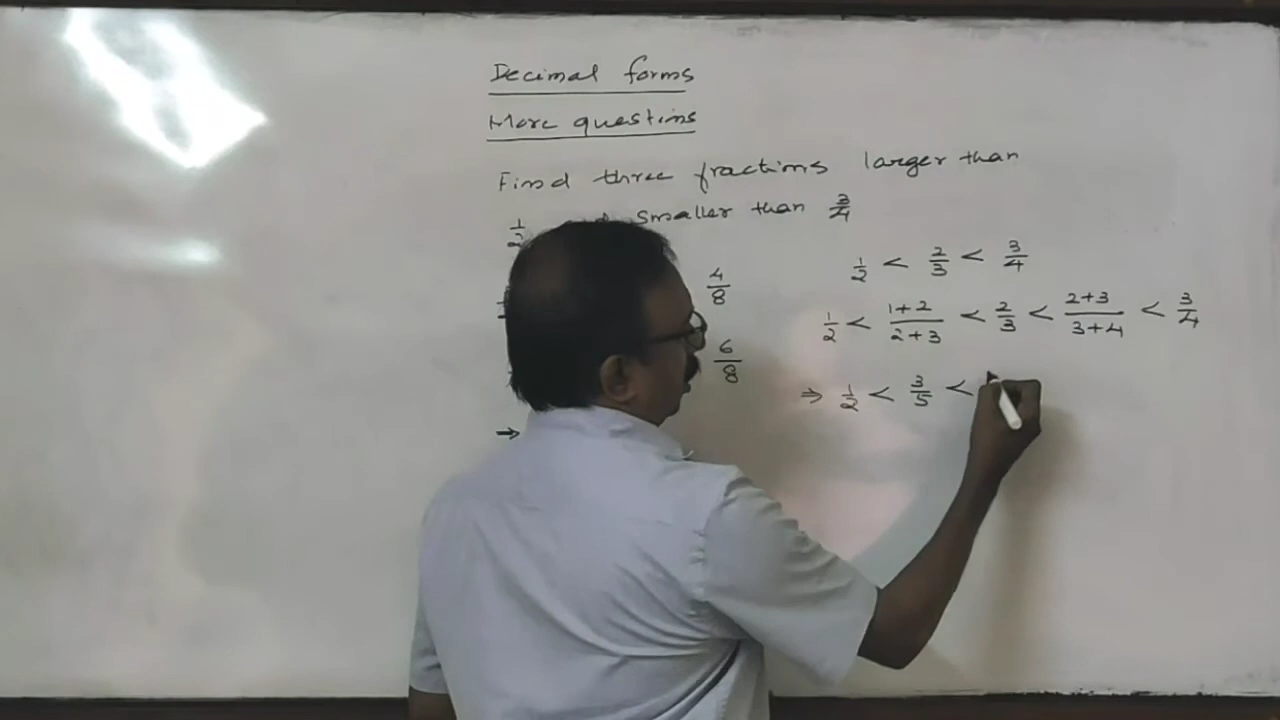 Decimal forms
More questions
Find three fractions larger than
1/2 smaller than 3/4
4/8
6/8
→
1/2 < 2/3 < 3/4
1/2 < 1+2/2+3 < 2/3 < 2+3/3+4 < 3/4
⇒ 1/2 < 3/5 <